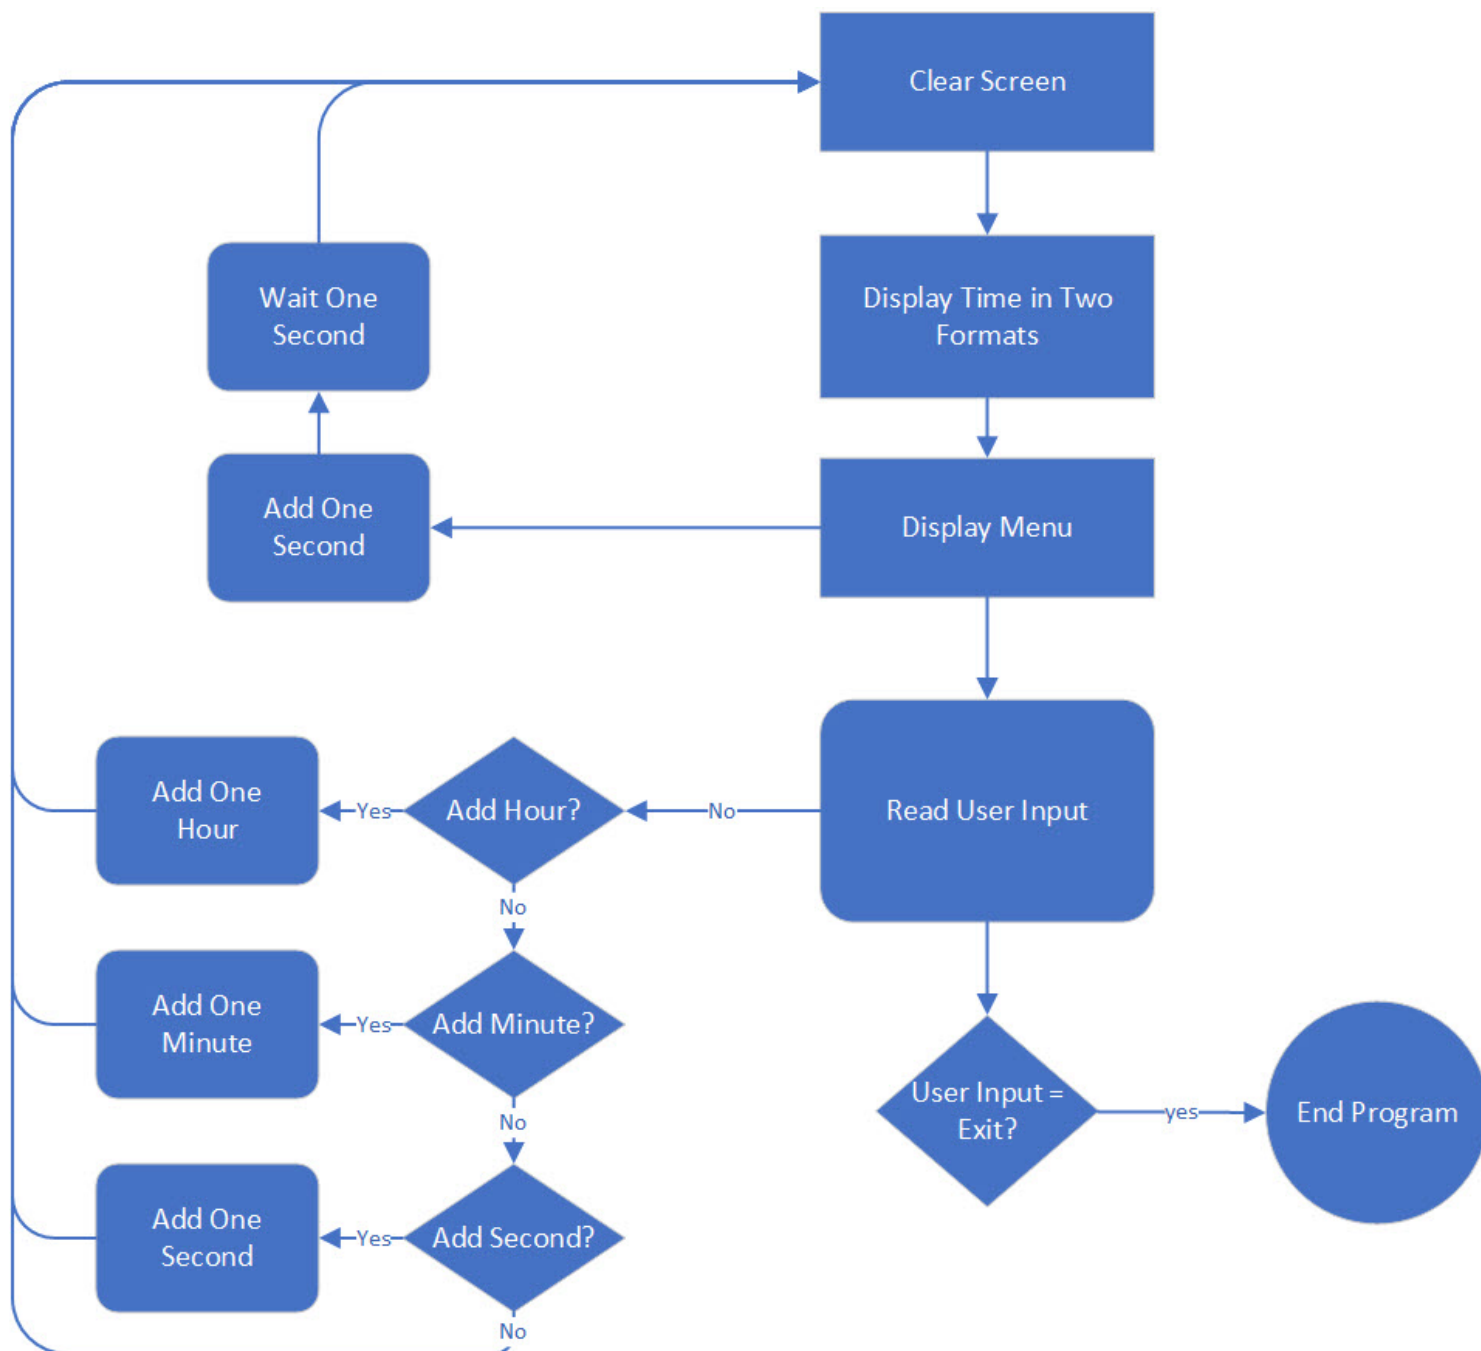 Clear Screen
Display Time in Two
Formats
Display Menu
Wait One
Second
Add One
Second
Read User Input
No
Add Hour?
Yes
Add One
Hour
No
Add Minute?
Yes
Add One
Minute
No
Add Second?
Yes
Add One
Second
No
User Input =
Exit?
yes
End Program